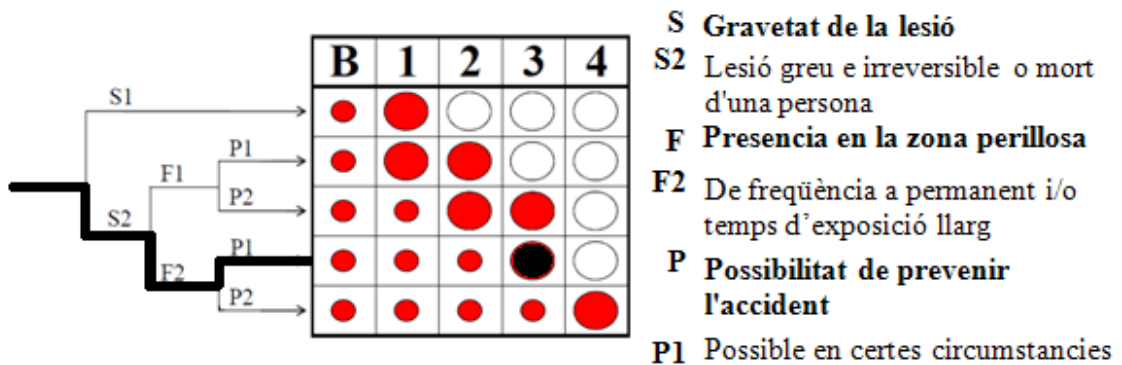 B 1 2 3 4
S1
P1
F1
P2
S2
P1
F2
P2
S Gravetat de la lesió
S2 Lesió greu e irreversible o mort
d'una persona
F Presencia en la zona perillosa
F2 De freqüència a permanent i/o
temps d'exposició llarg
P Possibilitat de prevenir
l'accident
P1 Possible en certes circumstancies